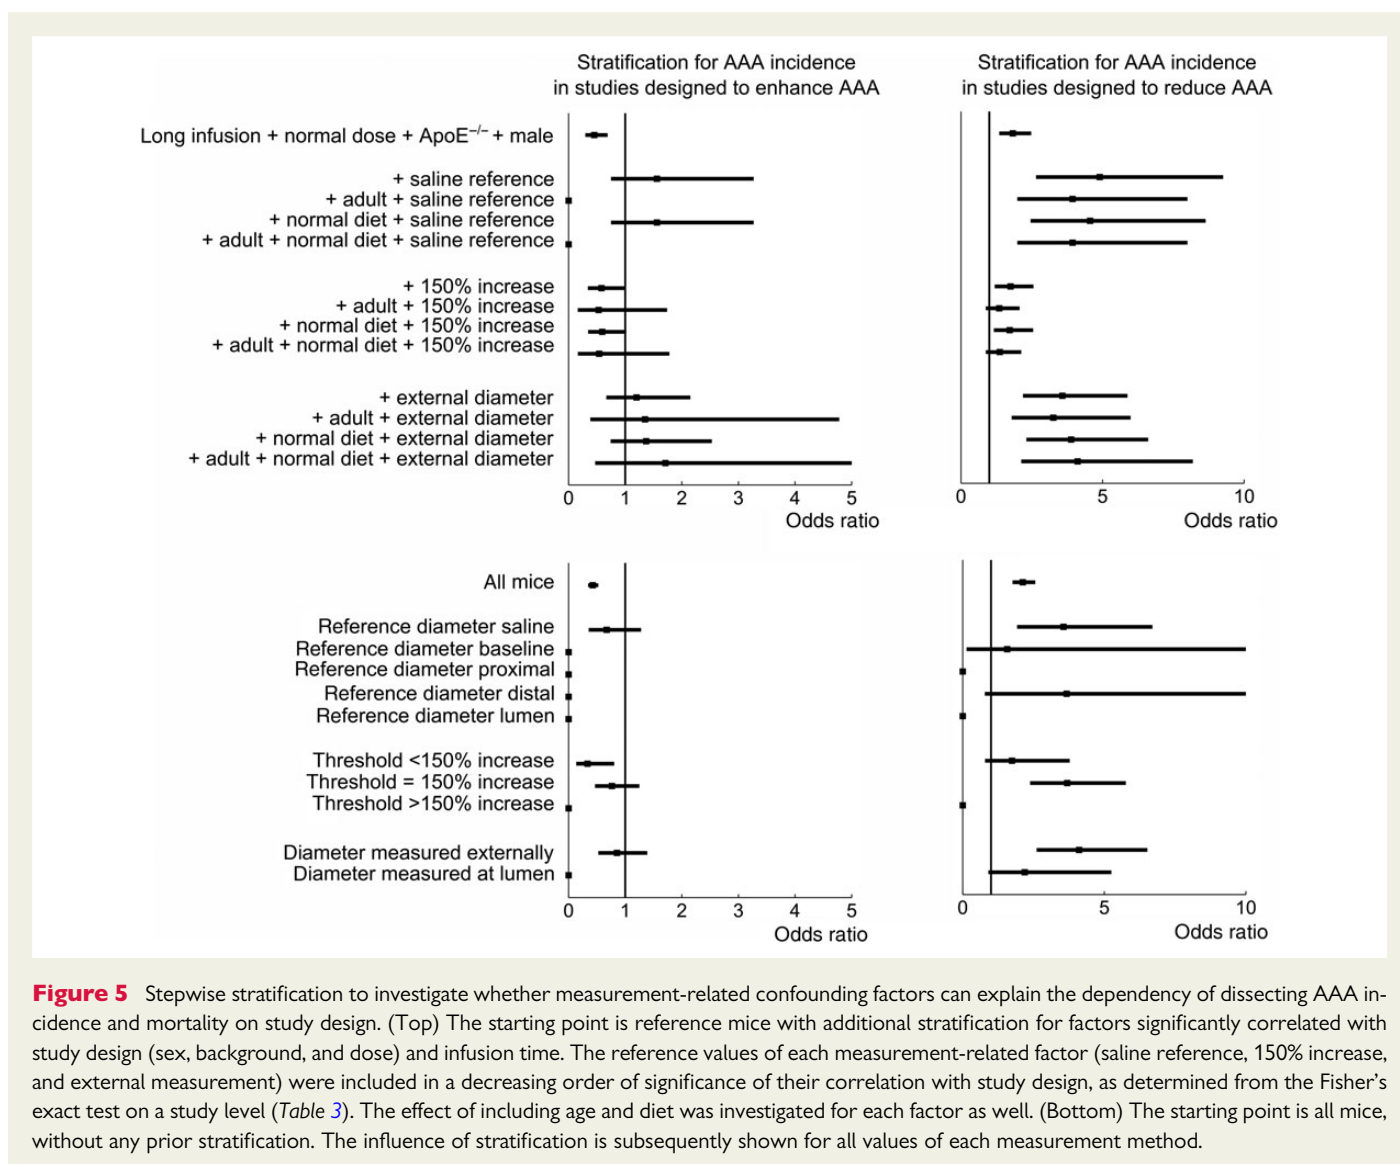 Stratification for AAA incidence
in studies designed to enhance AAA
Stratification for AAA incidence
in studies designed to reduce AAA
Long infusion + normal dose + ApoE−/− + male
+ saline reference
+ adult + saline reference
+ normal diet + saline reference
+ adult + normal diet + saline reference
+ 150% increase
+ adult + 150% increase
+ normal diet + 150% increase
+ adult + normal diet + 150% increase
+ external diameter
+ adult + external diameter
+ normal diet + external diameter
+ adult + normal diet + external diameter
0 1 2 3 4 5
Odds ratio
0 5 10
Odds ratio
All mice
Reference diameter saline
Reference diameter baseline
Reference diameter proximal
Reference diameter distal
Reference diameter lumen
Threshold <150% increase
Threshold = 150% increase
Threshold >150% increase
Diameter measured externally
Diameter measured at lumen
0 1 2 3 4 5
Odds ratio
0 5 10
Odds ratio
Figure 5 Stepwise stratification to investigate whether measurement-related confounding factors can explain the dependency of dissecting AAA in-
cidence and mortality on study design. (Top) The starting point is reference mice with additional stratification for factors significantly correlated with
study design (sex, background, and dose) and infusion time. The reference values of each measurement-related factor (saline reference, 150% increase,
and external measurement) were included in a decreasing order of significance of their correlation with study design, as determined from the Fisher's
exact test on a study level (Table 3). The effect of including age and diet was investigated for each factor as well. (Bottom) The starting point is all mice,
without any prior stratification. The influence of stratification is subsequently shown for all values of each measurement method.